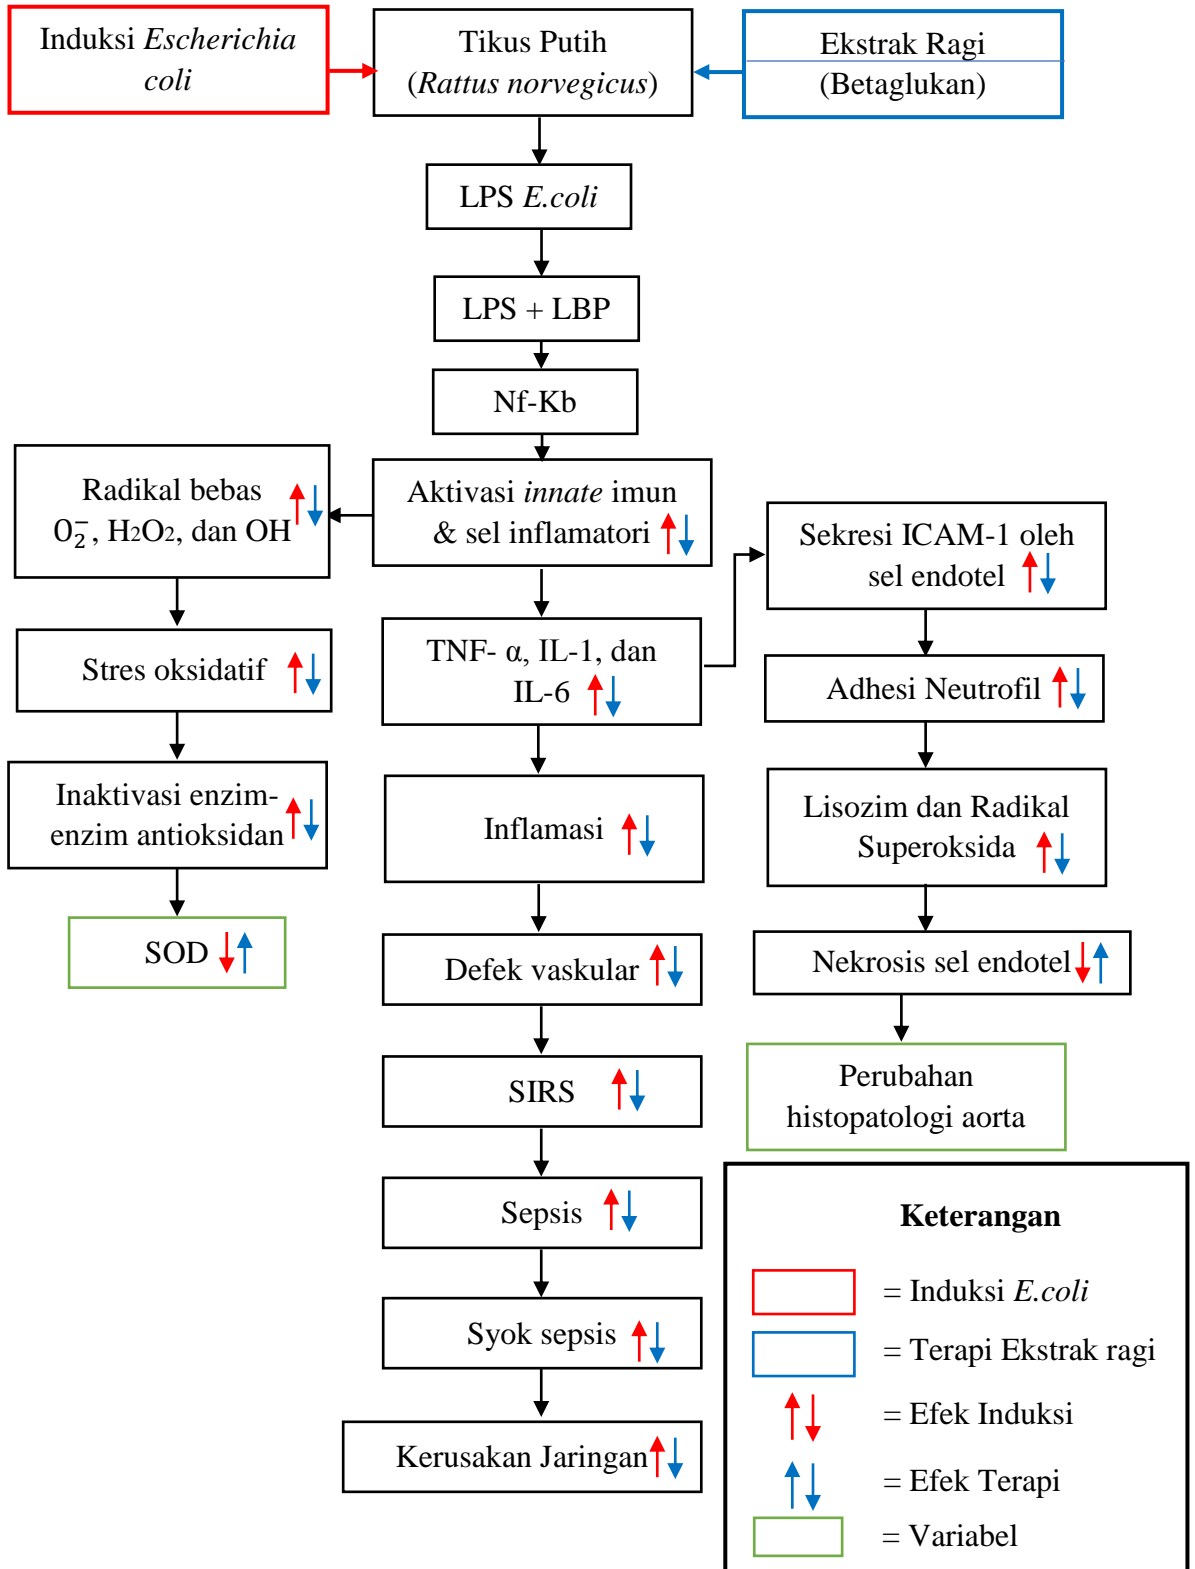 Induksi Escherichia
coli
Tikus Putih
(Rattus norvegicus)
Ekstrak Ragi
(Betaglukan)
LPS E.coli
LPS + LBP
Nf-Kb
Aktivasi innate imun
& sel inflamatori
Radikal bebas
O₂⁻, H₂O₂, dan OH
Stres oksidatif
Inaktivasi enzim-
enzim antioksidan
SOD
TNF- α, IL-1, dan
IL-6
Inflamasi
Defek vaskular
SIRS
Sepsis
Syok sepsis
Kerusakan Jaringan
Sekresi ICAM-1 oleh
sel endotel
Adhesi Neutrofil
Lisozim dan Radikal
Superoksida
Nekrosis sel endotel
Perubahan
histopatologi aorta
Keterangan
= Induksi E.coli
= Terapi Ekstrak ragi
= Efek Induksi
= Efek Terapi
= Variabel